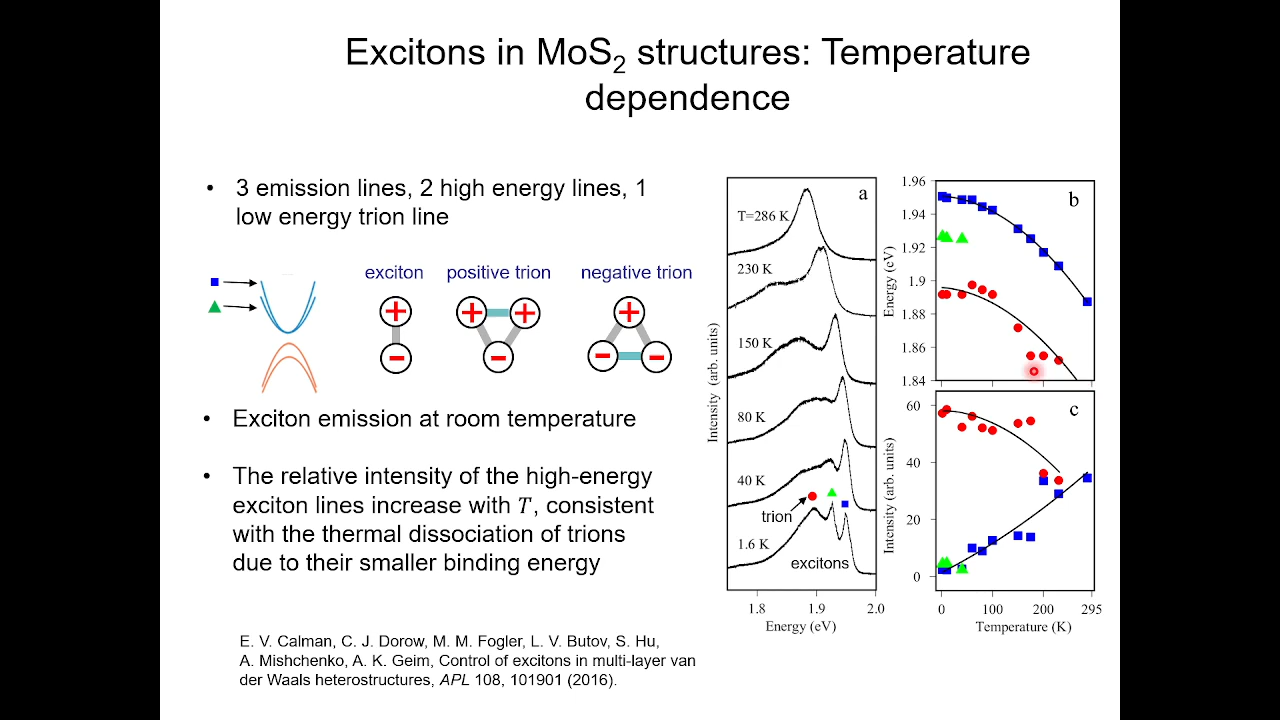 Excitons in MoS₂ structures: Temperature
dependence
• 3 emission lines, 2 high energy lines, 1
low energy trion line
exciton
positive trion
negative trion
+
−
+ +
−
+
− −
• Exciton emission at room temperature
• The relative intensity of the high-energy
exciton lines increase with T, consistent
with the thermal dissociation of trions
due to their smaller binding energy
E. V. Calman, C. J. Dorow, M. M. Fogler, L. V. Butov, S. Hu,
A. Mishchenko, A. K. Geim, Control of excitons in multi-layer van
der Waals heterostructures, APL 108, 101901 (2016).
a
T=286 K
230 K
150 K
80 K
40 K
trion
1.6 K
excitons
Intensity (arb. units)
1.8 1.9 2.0
Energy (eV)
b
1.96
1.94
1.92
1.9
1.88
1.86
1.84
Energy (eV)
c
60
40
20
0
Intensity (arb. units)
0 100 200 295
Temperature (K)